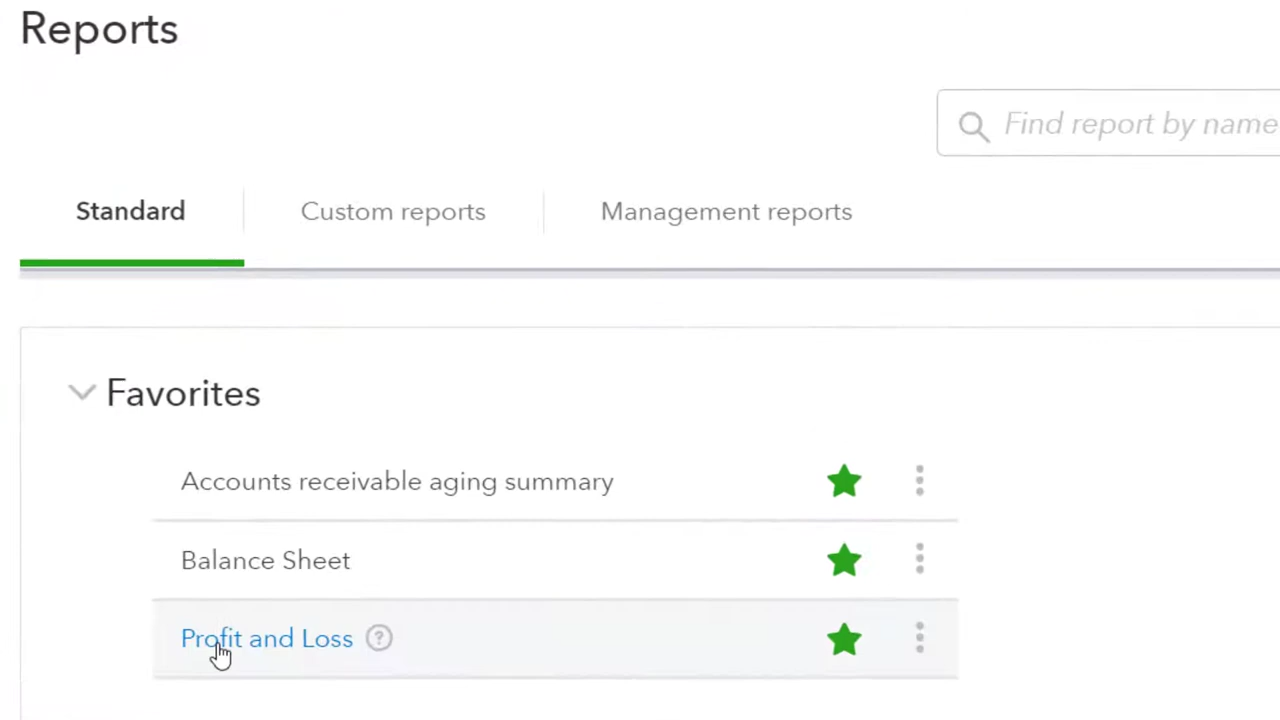 Reports
Find report by name
Standard
Custom reports
Management reports
Favorites
Accounts receivable aging summary
Balance Sheet
Profit and Loss ?